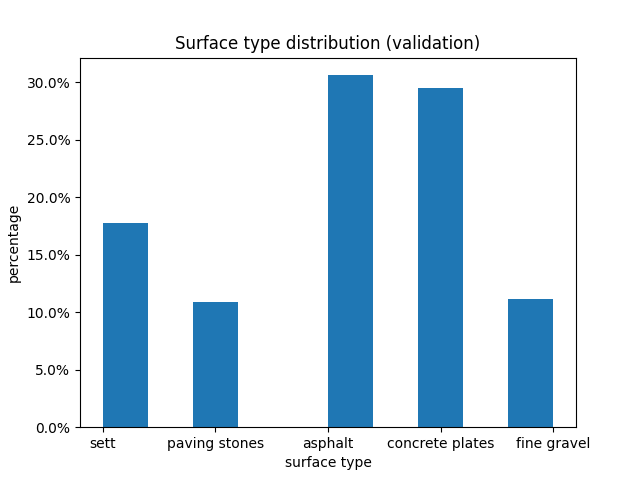 Surface type distribution (validation)
30.0%
25.0%
20.0%
15.0%
10.0%
5.0%
0.0%
percentage
sett paving stones asphalt concrete plates fine gravel
surface type